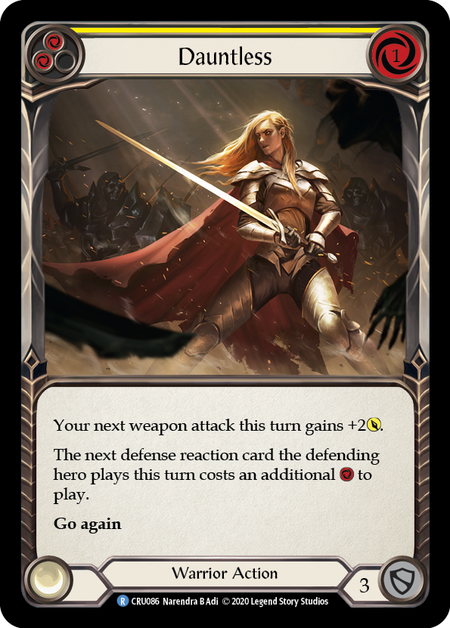 Dauntless
1
Your next weapon attack this turn gains +2.
The next defense reaction card the defending
hero plays this turn costs an additional to
play.
Go again
Warrior Action
3
R CRU086 Narendra B Adi © 2020 Legend Story Studios